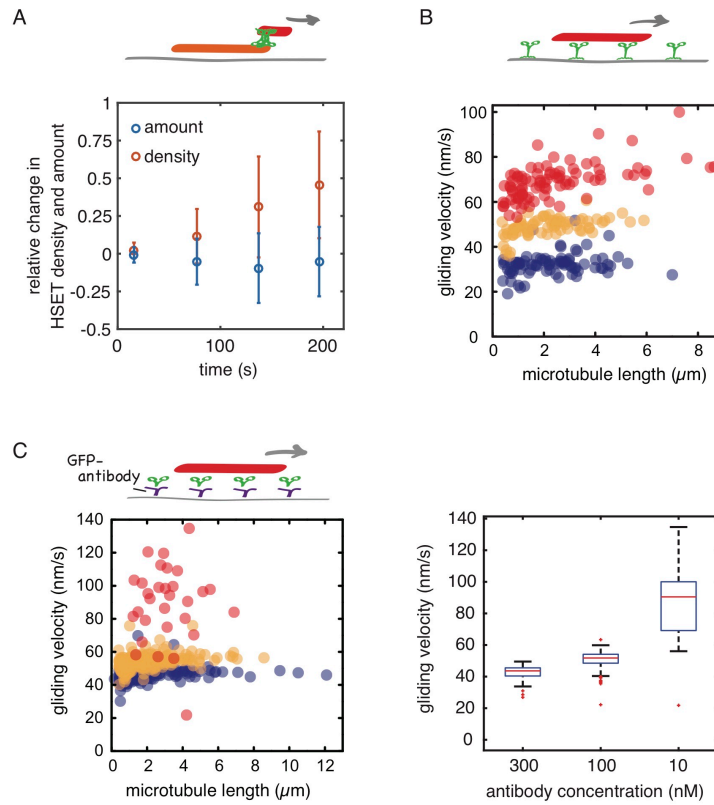 A
amount
density
1
0.75
0.5
0.25
0
-0.25
-0.5
0
100
200
relative change in
HSET density and amount
time (s)
B
100
80
60
40
20
0
0
2
4
6
8
gliding velocity (nm/s)
microtubule length (µm)
C
GFP-
antibody
140
120
100
80
60
40
20
0
0
2
4
6
8
10
12
gliding velocity (nm/s)
microtubule length (µm)
140
120
100
80
60
40
20
0
300
100
10
gliding velocity (nm/s)
antibody concentration (nM)